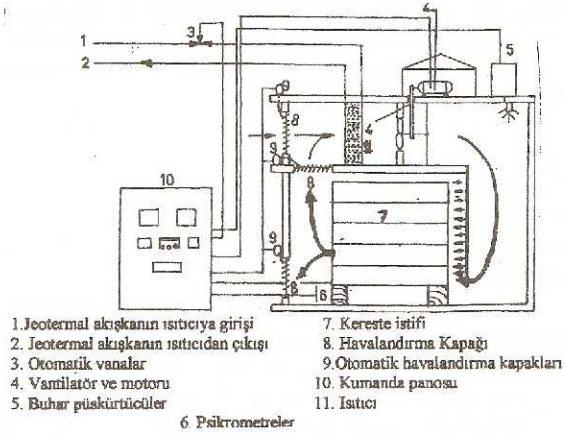 4
3
1
2
5
9
8
4
9
8
10
7
9
8
6
1.Jeotermal akışkanın ısıtıcıya girişi
2. Jeotermal akışkanın ısıtıcıdan çıkışı
3. Otomatik vanalar
4. Vantilatör ve motoru
5. Buhar püskürtücüler
6. Psikrometreler
7. Kereste istifi
8. Havalandırma Kapağı
9.Otomatik havalandırma kapakları
10. Kumanda panosu
11. Isıtıcı